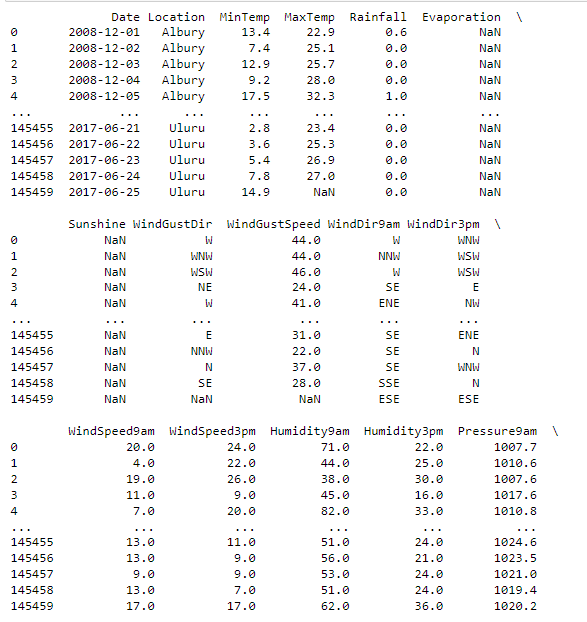 Date Location MinTemp MaxTemp Rainfall Evaporation \
0 2008-12-01 Albury 13.4 22.9 0.6 NaN
1 2008-12-02 Albury 7.4 25.1 0.0 NaN
2 2008-12-03 Albury 12.9 25.7 0.0 NaN
3 2008-12-04 Albury 9.2 28.0 0.0 NaN
4 2008-12-05 Albury 17.5 32.3 1.0 NaN
... ... ... ... ... ... ...
145455 2017-06-21 Uluru 2.8 23.4 0.0 NaN
145456 2017-06-22 Uluru 3.6 25.3 0.0 NaN
145457 2017-06-23 Uluru 5.4 26.9 0.0 NaN
145458 2017-06-24 Uluru 7.8 27.0 0.0 NaN
145459 2017-06-25 Uluru 14.9 NaN 0.0 NaN
Sunshine WindGustDir WindGustSpeed WindDir9am WindDir3pm \
0 NaN W 44.0 W WNW
1 NaN WNW 44.0 NNW WSW
2 NaN WSW 46.0 W WSW
3 NaN NE 24.0 SE E
4 NaN W 41.0 ENE NW
... ... ... ... ... ...
145455 NaN E 31.0 SE ENE
145456 NaN NNW 22.0 SE N
145457 NaN N 37.0 SE WNW
145458 NaN SE 28.0 SSE N
145459 NaN NaN NaN ESE ESE
WindSpeed9am WindSpeed3pm Humidity9am Humidity3pm Pressure9am \
0 20.0 24.0 71.0 22.0 1007.7
1 4.0 22.0 44.0 25.0 1010.6
2 19.0 26.0 38.0 30.0 1007.6
3 11.0 9.0 45.0 16.0 1017.6
4 7.0 20.0 82.0 33.0 1010.8
... ... ... ... ... ...
145455 13.0 11.0 51.0 24.0 1024.6
145456 13.0 9.0 56.0 21.0 1023.5
145457 9.0 9.0 53.0 24.0 1021.0
145458 13.0 7.0 51.0 24.0 1019.4
145459 17.0 17.0 62.0 36.0 1020.2